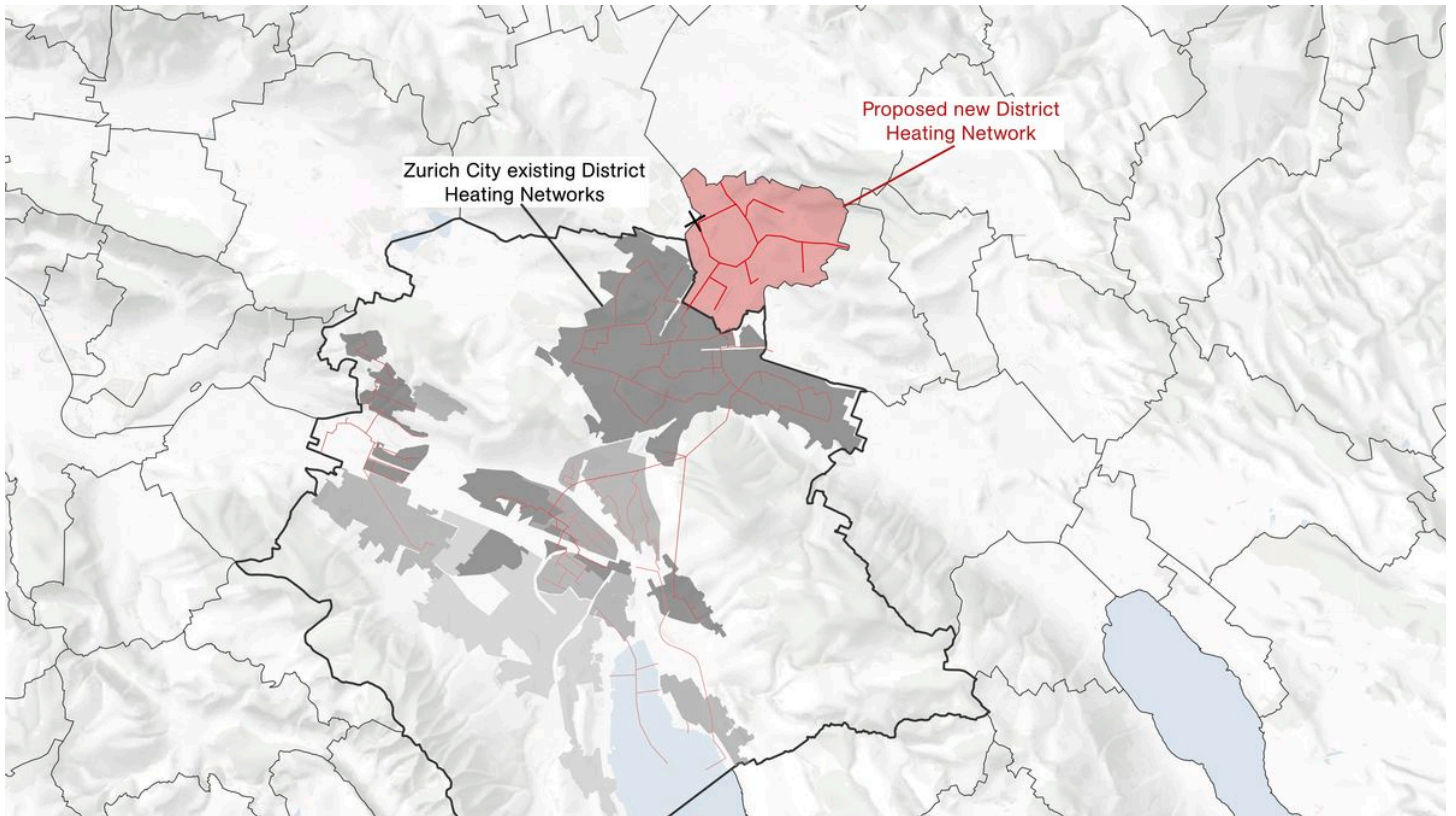 Proposed new District
Heating Network
Zurich City existing District
Heating Networks